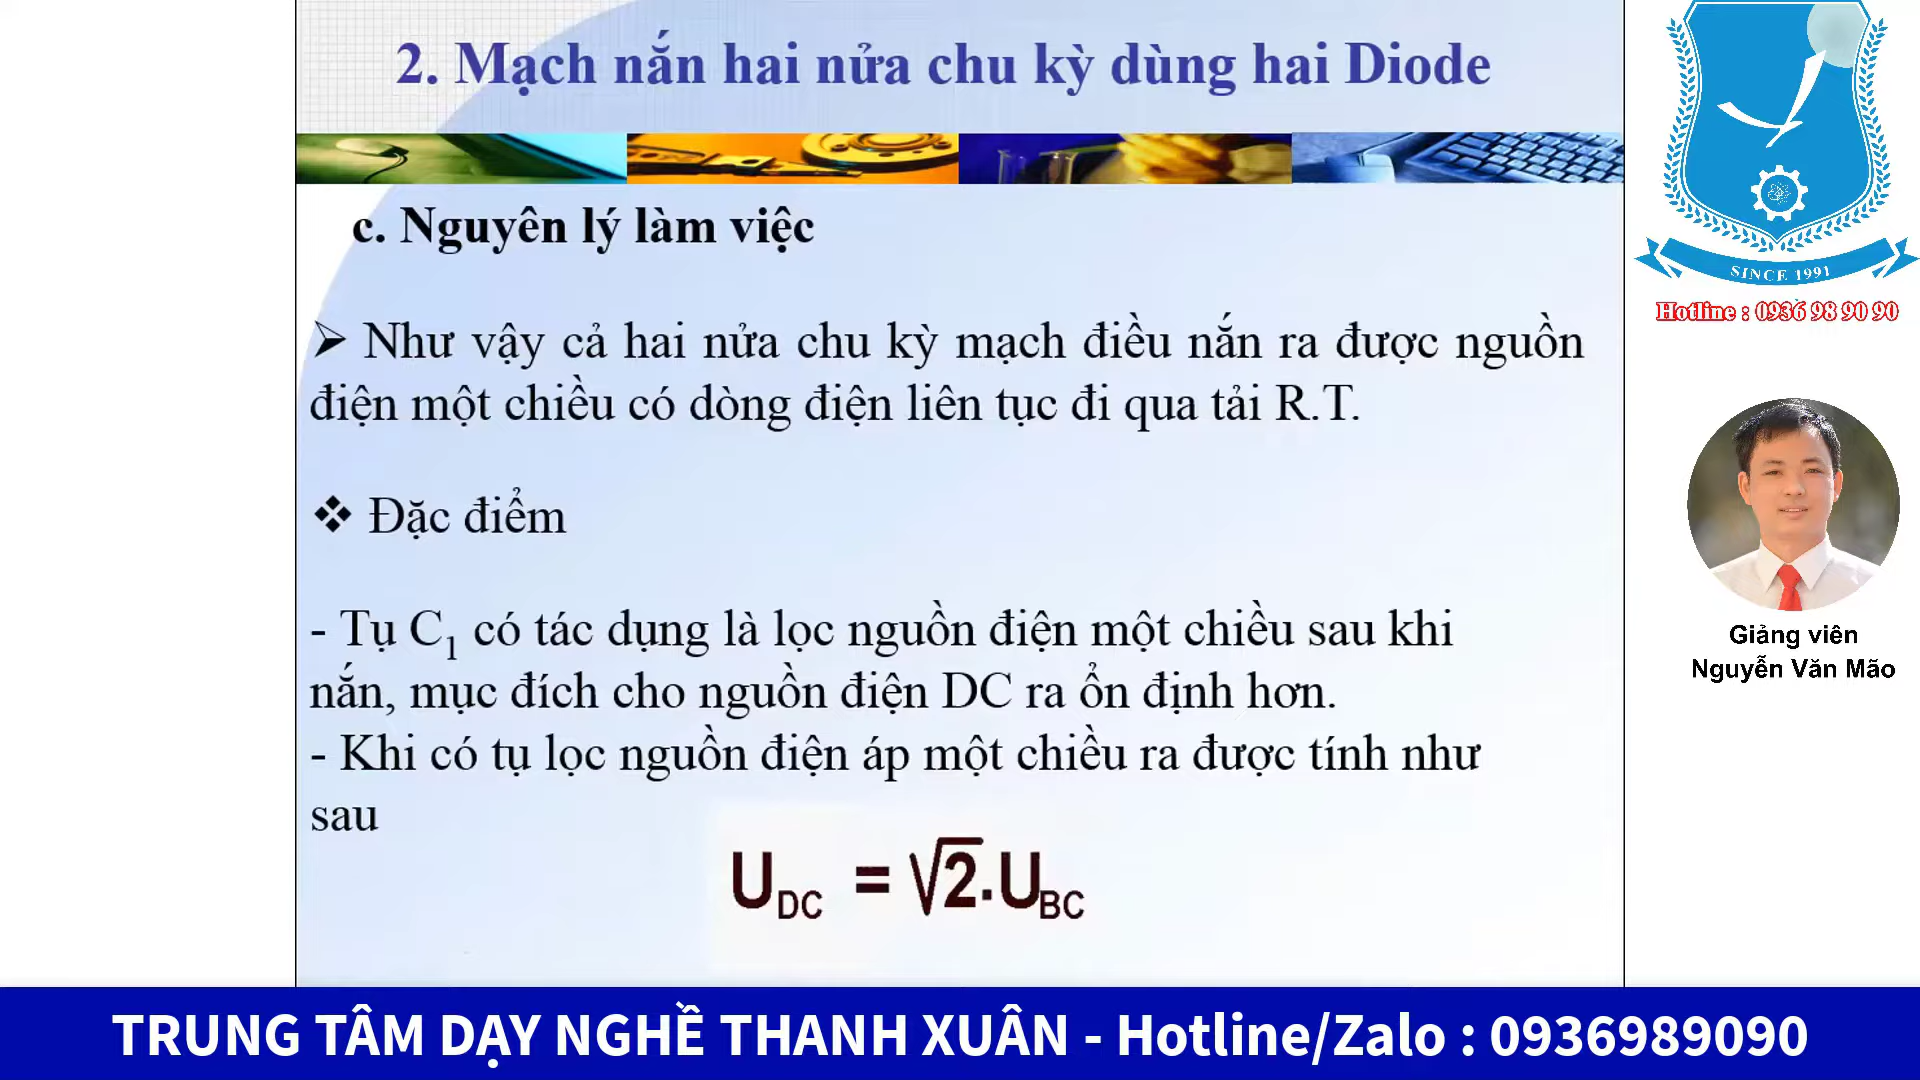 2. Mạch nắn hai nửa chu kỳ dùng hai Diode
c. Nguyên lý làm việc
➢ Như vậy cả hai nửa chu kỳ mạch điều nắn ra được nguồn
điện một chiều có dòng điện liên tục đi qua tải R.T.
❖ Đặc điểm
- Tụ C₁ có tác dụng là lọc nguồn điện một chiều sau khi
nắn, mục đích cho nguồn điện DC ra ổn định hơn.
- Khi có tụ lọc nguồn điện áp một chiều ra được tính như
sau
U_DC = √2.U_BC
SINCE 1991
Hotline : 0936 98 90 90
Giảng viên
Nguyễn Văn Mão
TRUNG TÂM DẠY NGHỀ THANH XUÂN - Hotline/Zalo : 0936989090